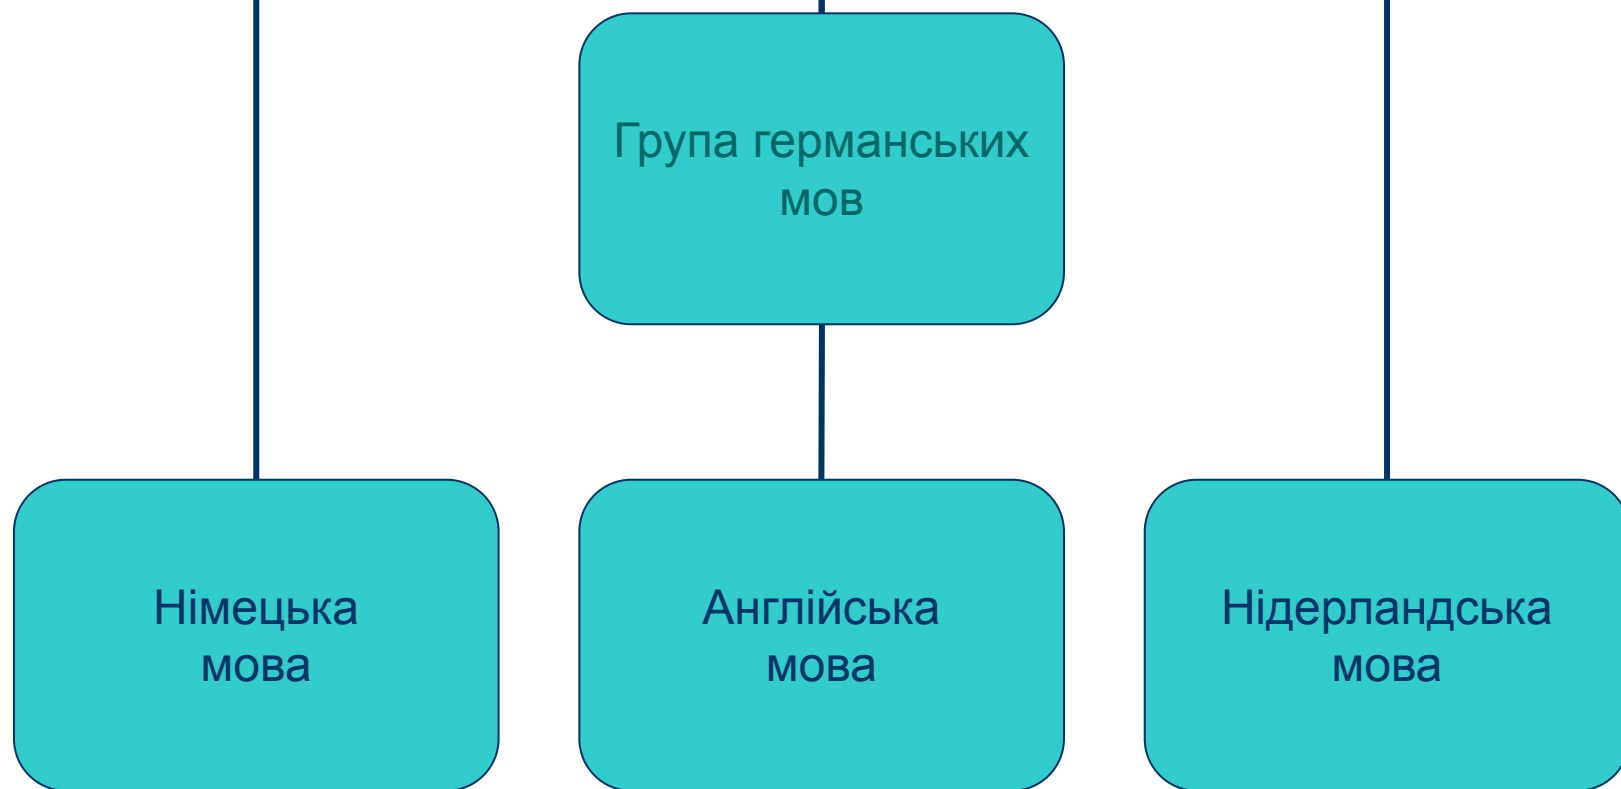 Група германських
мов
Німецька
мова
Англійська
мова
Нідерландська
мова